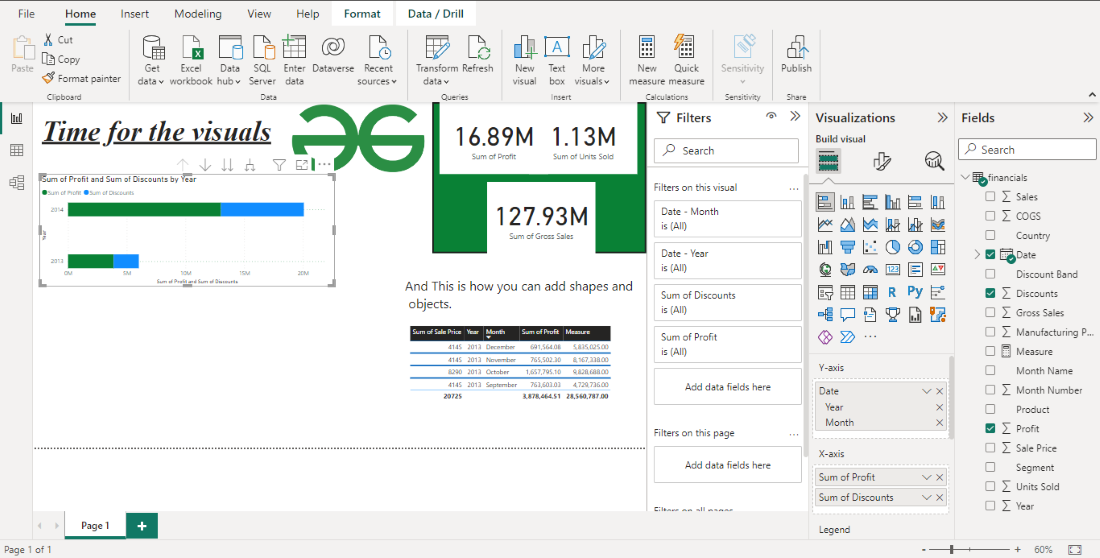 File Home Insert Modeling View Help Format Data / Drill
Paste Cut Copy Format painter
Get data Excel workbook Data hub SQL Server Enter data Dataverse Recent sources Transform data Refresh New visual Text box More visuals New measure Quick measure Sensitivity Publish
Clipboard Data Queries Insert Calculations Sensitivity Share
Time for the visuals
Sum of Profit and Sum of Discounts by Year
Sum of Profit Sum of Discounts
2014
Year
2013
0M 5M 10M 15M 20M
Sum of Profit and Sum of Discounts
16.89M 1.13M
Sum of Profit Sum of Units Sold
127.93M
Sum of Gross Sales
And This is how you can add shapes and
objects.
Sum of Sale Price Year Month Sum of Profit Measure
4145 2013 December 691,564.08 5,835,025.00
4145 2013 November 765,502.30 8,167,338.00
8290 2013 October 1,657,795.10 9,828,688.00
4145 2013 September 763,603.03 4,729,736.00
20725 3,878,464.51 28,560,787.00
Filters
Search
Filters on this visual
Date - Month
is (All)
Date - Year
is (All)
Sum of Discounts
is (All)
Sum of Profit
is (All)
Add data fields here
Filters on this page
Add data fields here
Filters on all pages
Visualizations
Build visual
123
R Py
Y-axis
Date
Year
Month
X-axis
Sum of Profit
Sum of Discounts
Legend
Fields
Search
financials
Sales
COGS
Country
Date
Discount Band
Discounts
Gross Sales
Manufacturing P...
Measure
Month Name
Month Number
Product
Profit
Sale Price
Segment
Units Sold
Year
Page 1 +
Page 1 of 1
- + 60%